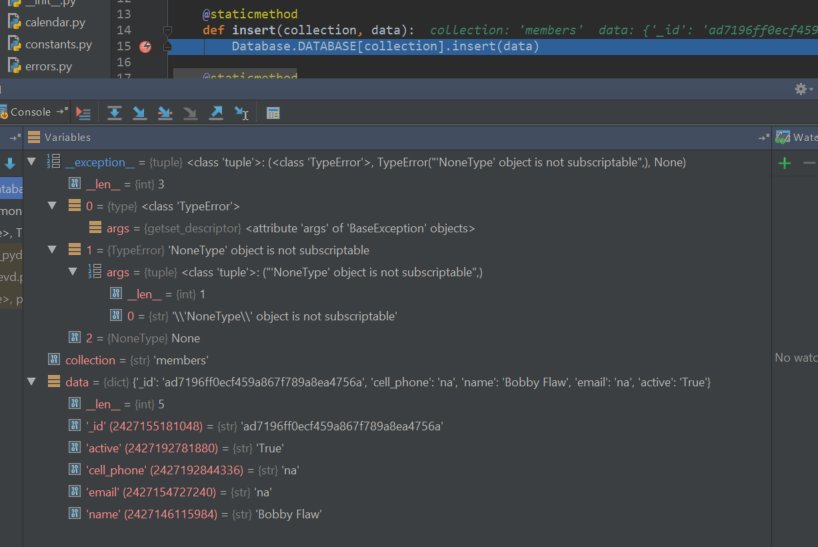 __init__.py
12
13 @staticmethod
calendar.py
14 def insert(collection, data): collection: 'members' data: {'_id': 'ad7196ff0ecf459
constants.py
15 Database.DATABASE[collection].insert(data)
errors.py
16
17 @staticmethod
Console
Variables
Wate
__exception__ = {tuple} <class 'tuple'>: (<class 'TypeError'>, TypeError("'NoneType' object is not subscriptable",), None)
__len__ = {int} 3
0 = {type} <class 'TypeError'>
args = {getset_descriptor} <attribute 'args' of 'BaseException' objects>
1 = {TypeError} 'NoneType' object is not subscriptable
args = {tuple} <class 'tuple'>: ("'NoneType' object is not subscriptable",)
__len__ = {int} 1
0 = {str} '\\'NoneType\\' object is not subscriptable'
2 = {NoneType} None
collection = {str} 'members'
No watc
data = {dict} {'_id': 'ad7196ff0ecf459a867f789a8ea4756a', 'cell_phone': 'na', 'name': 'Bobby Flaw', 'email': 'na', 'active': 'True'}
__len__ = {int} 5
'_id' (2427155181048) = {str} 'ad7196ff0ecf459a867f789a8ea4756a'
'active' (2427192781880) = {str} 'True'
'cell_phone' (2427192844336) = {str} 'na'
'email' (2427154727240) = {str} 'na'
'name' (2427146115984) = {str} 'Bobby Flaw'